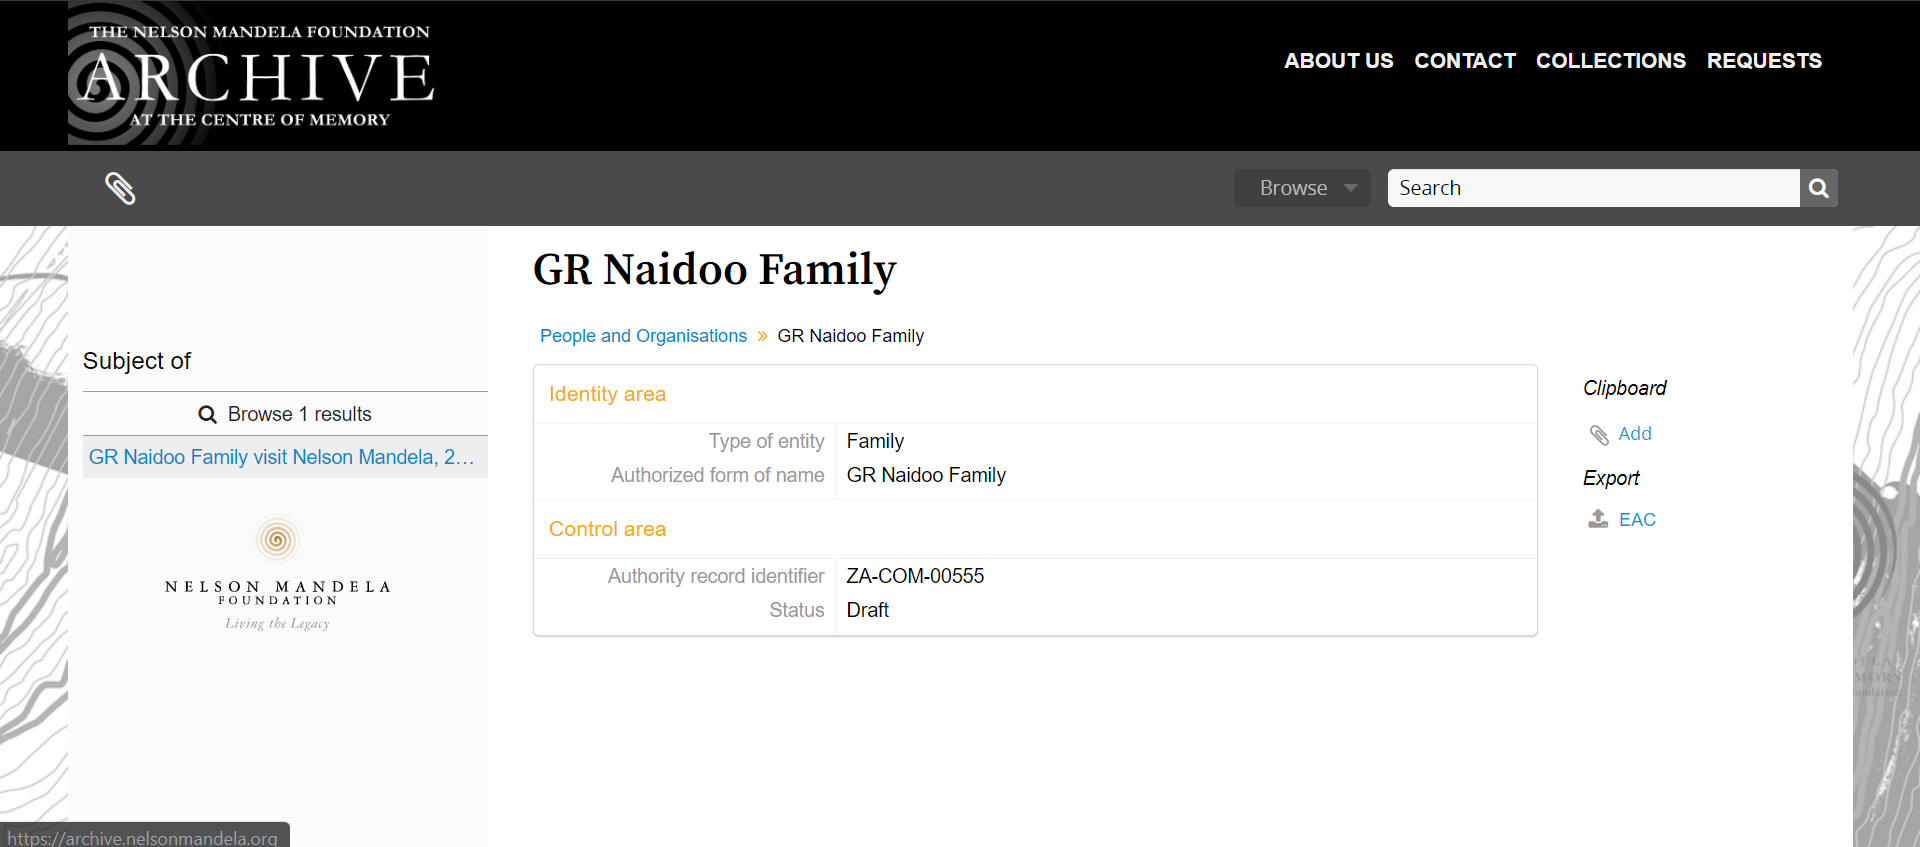 THE NELSON MANDELA FOUNDATION
ARCHIVE
AT THE CENTRE OF MEMORY
ABOUT US CONTACT COLLECTIONS REQUESTS
Browse
Search
GR Naidoo Family
People and Organisations » GR Naidoo Family
Subject of
Browse 1 results
GR Naidoo Family visit Nelson Mandela, 2...
NELSON MANDELA
FOUNDATION
Living the Legacy
Identity area
Type of entity Family
Authorized form of name GR Naidoo Family
Control area
Authority record identifier ZA-COM-00555
Status Draft
Clipboard
Add
Export
EAC
https://archive.nelsonmandela.org